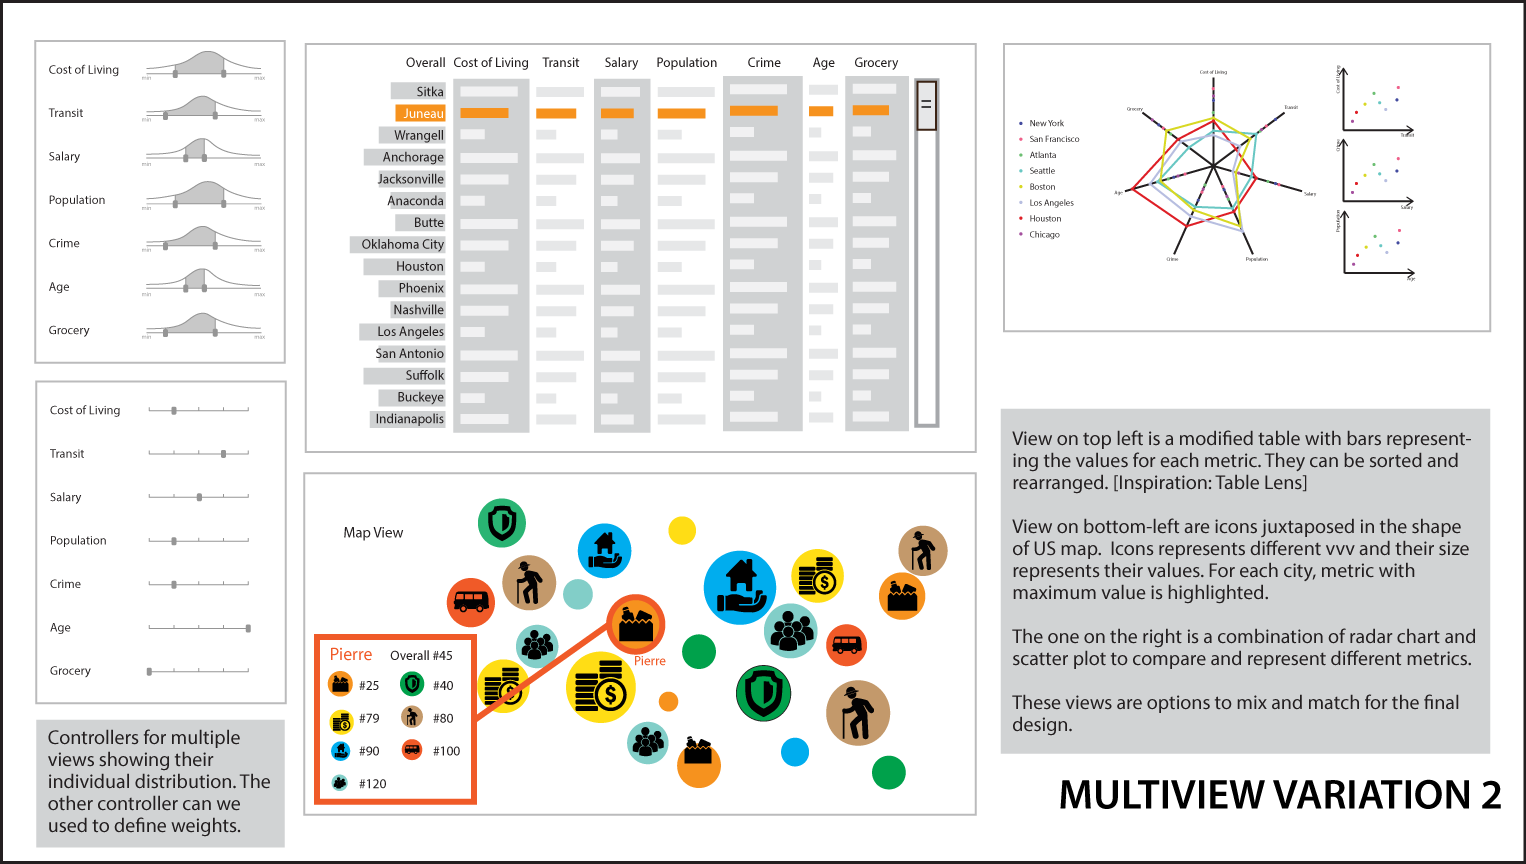 Cost of Living
min
max
Transit
min
max
Salary
min
max
Population
min
max
Crime
min
max
Age
min
max
Grocery
min
max
Cost of Living
Transit
Salary
Population
Crime
Age
Grocery
Controllers for multiple
views showing their
individual distribution. The
other controller can we
used to define weights.
Overall Cost of Living Transit Salary Population Crime Age Grocery
Sitka
Juneau
Wrangell
Anchorage
Jacksonville
Anaconda
Butte
Oklahoma City
Houston
Phoenix
Nashville
Los Angeles
San Antonio
Suffolk
Buckeye
Indianapolis
Map View
Pierre
Pierre Overall #45
#25 #40
#79 #80
#90 #100
#120
New York
San Francisco
Atlanta
Seattle
Boston
Los Angeles
Houston
Chicago
Cost of Living
Transit
Salary
Population
Crime
Age
Grocery
Cost of Living
Transit
Crime
Salary
Population
Age
View on top left is a modified table with bars represent-
ing the values for each metric. They can be sorted and
rearranged. [Inspiration: Table Lens]
View on bottom-left are icons juxtaposed in the shape
of US map. Icons represents different vvv and their size
represents their values. For each city, metric with
maximum value is highlighted.
The one on the right is a combination of radar chart and
scatter plot to compare and represent different metrics.
These views are options to mix and match for the final
design.
MULTIVIEW VARIATION 2